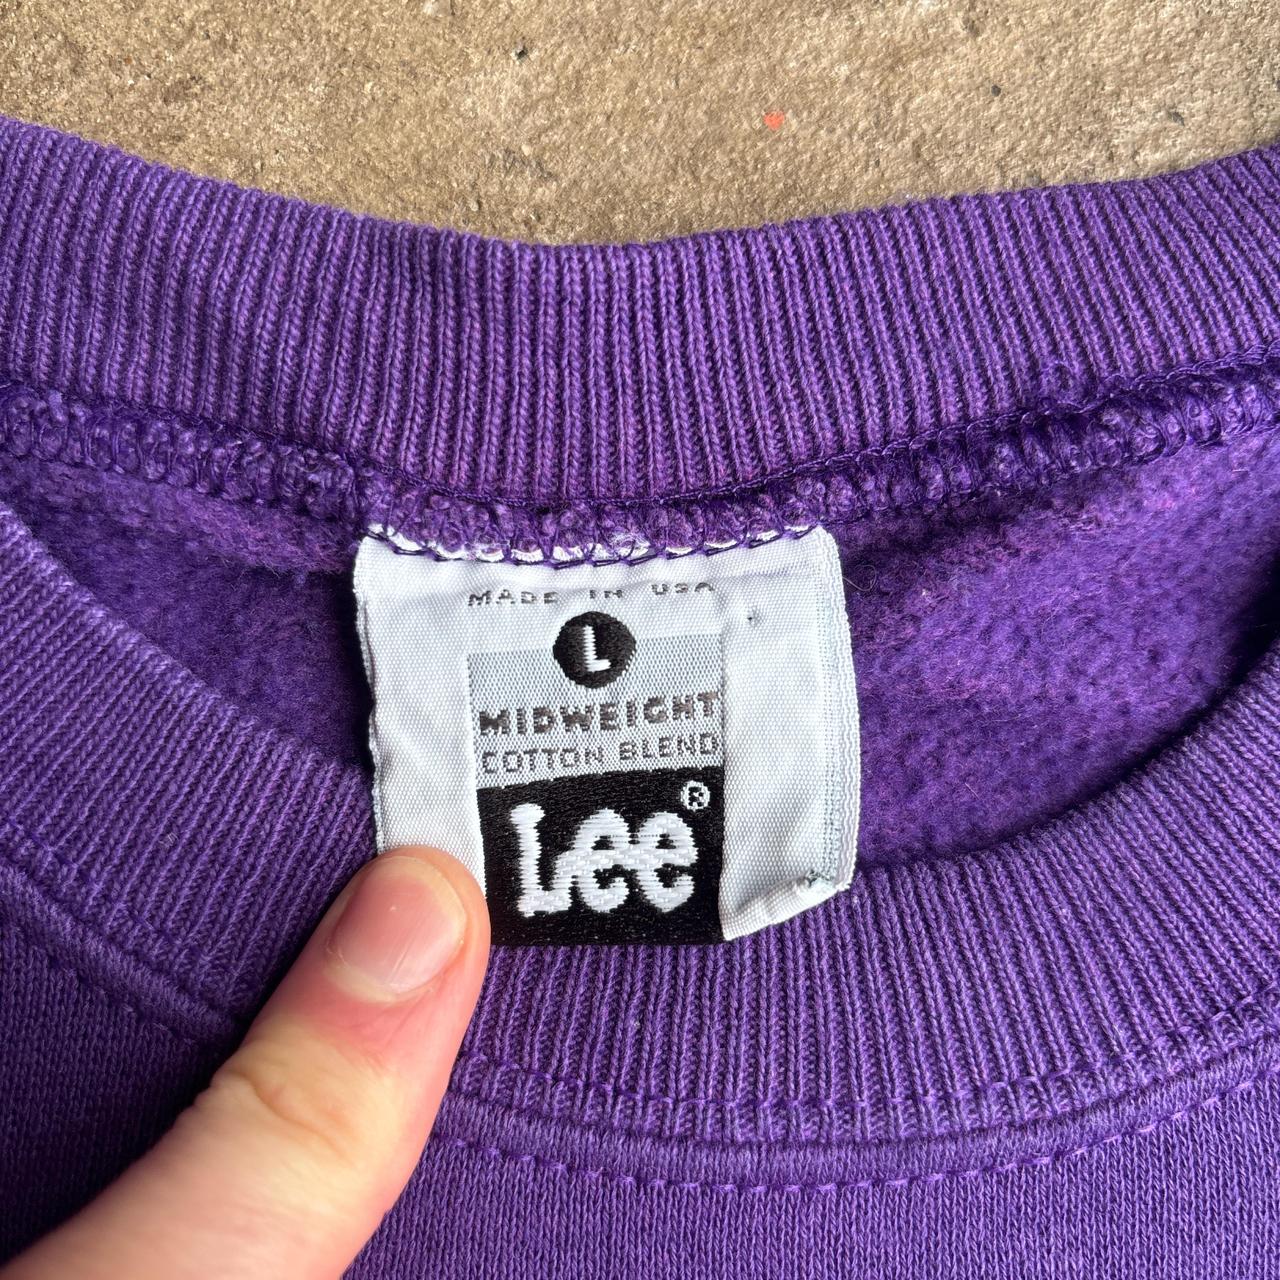 MADE IN USA
L
MIDWEIGHT
COTTON BLEND
Lee®